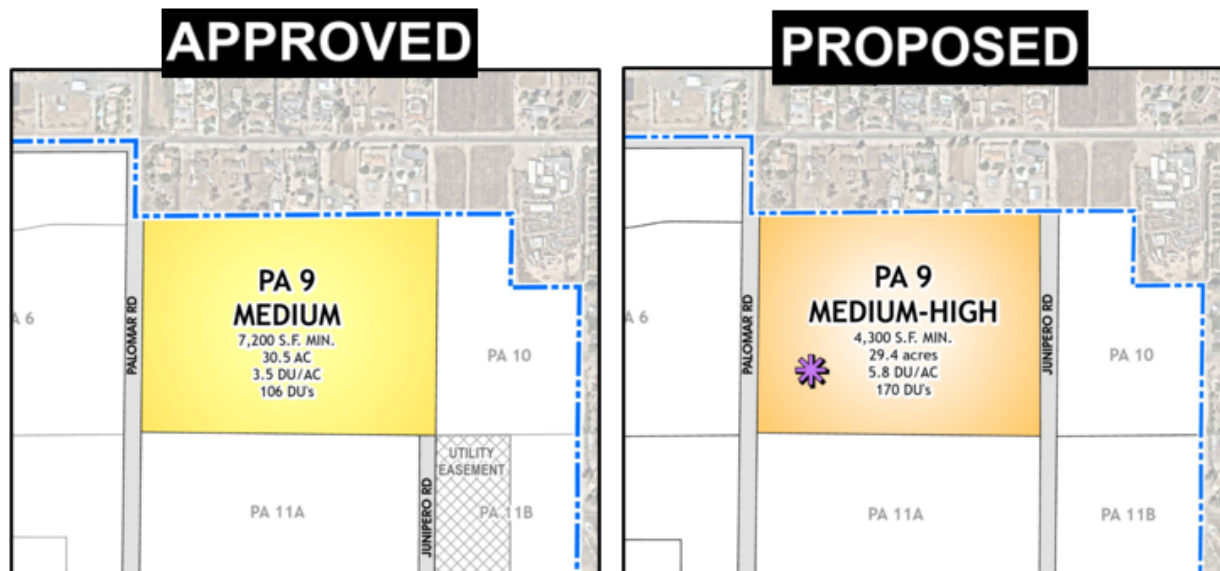 APPROVED
PA 9
MEDIUM
7,200 S.F. MIN.
30.5 AC
3.5 DU/AC
106 DU's
PALOMAR RD
A 6
PA 10
UTILITY
EASEMENT
JUNIPERO RD
PA 11A
PA 11B
PROPOSED
PA 9
MEDIUM-HIGH
4,300 S.F. MIN.
29.4 acres
5.8 DU/AC
170 DU's
PALOMAR RD
JUNIPERO RD
A 6
PA 10
PA 11A
PA 11B